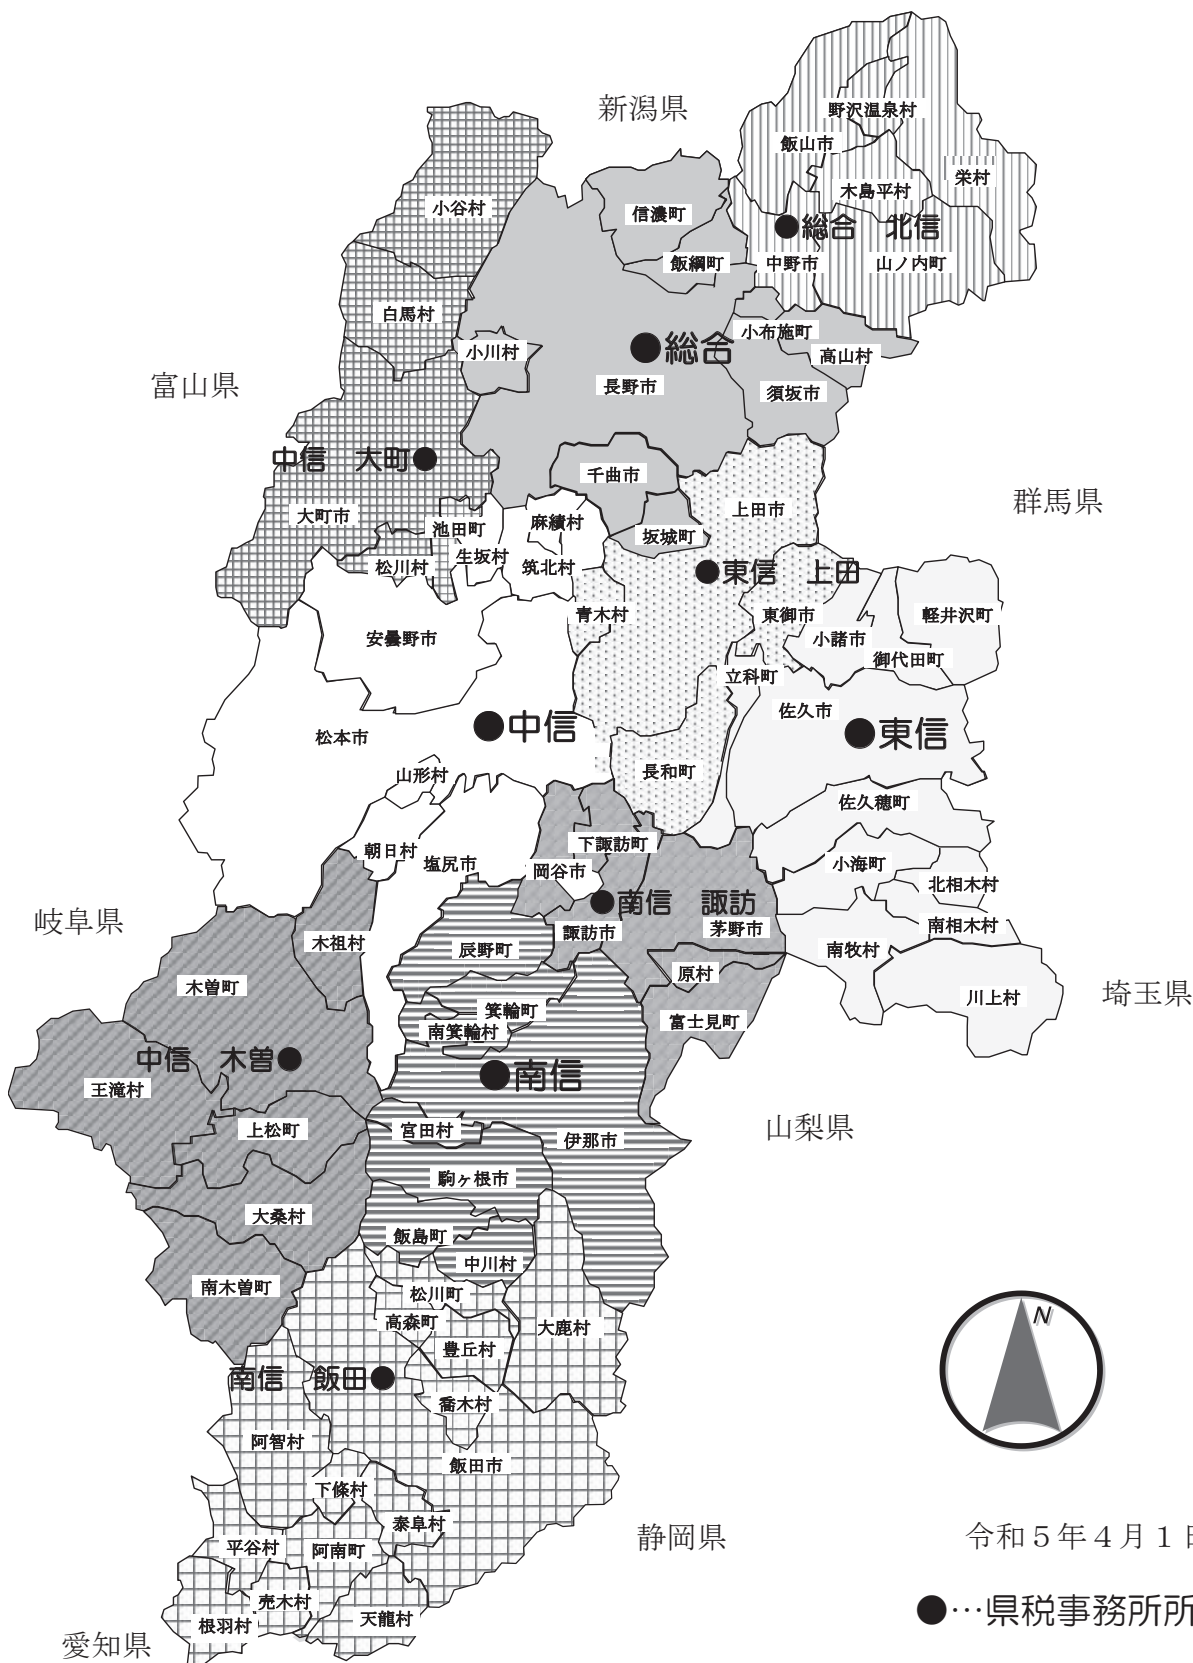 新潟県
野沢温泉村
飯山市
栄村
木島平村
小谷村
信濃町
総合 北信
飯綱町
中野市
山ノ内町
白馬村
小布施町
総合
小川村
高山村
富山県
長野市
須坂市
中信 大町
千曲市
群馬県
大町市
上田市
池田町
麻績村
坂城町
生坂村
松川村
筑北村
東信 上田
青木村
東御市
軽井沢町
安曇野市
小諸市
御代田町
立科町
佐久市
中信
東信
松本市
山形村
長和町
佐久穂町
朝日村
下諏訪町
塩尻市
岡谷市
小海町
北相木村
南信 諏訪
岐阜県
諏訪市
茅野市
南相木村
木祖村
辰野町
南牧村
原村
木曽町
川上村
埼玉県
箕輪町
南箕輪村
富士見町
中信 木曽
南信
王滝村
上松町
宮田村
伊那市
山梨県
駒ヶ根市
大桑村
飯島町
中川村
南木曽町
松川町
高森町
大鹿村
N
豊丘村
南信 飯田
喬木村
阿智村
飯田市
下條村
泰阜村
静岡県
令和５年４月１日
平谷村
阿南町
売木村
●…県税事務所所
根羽村
天龍村
愛知県